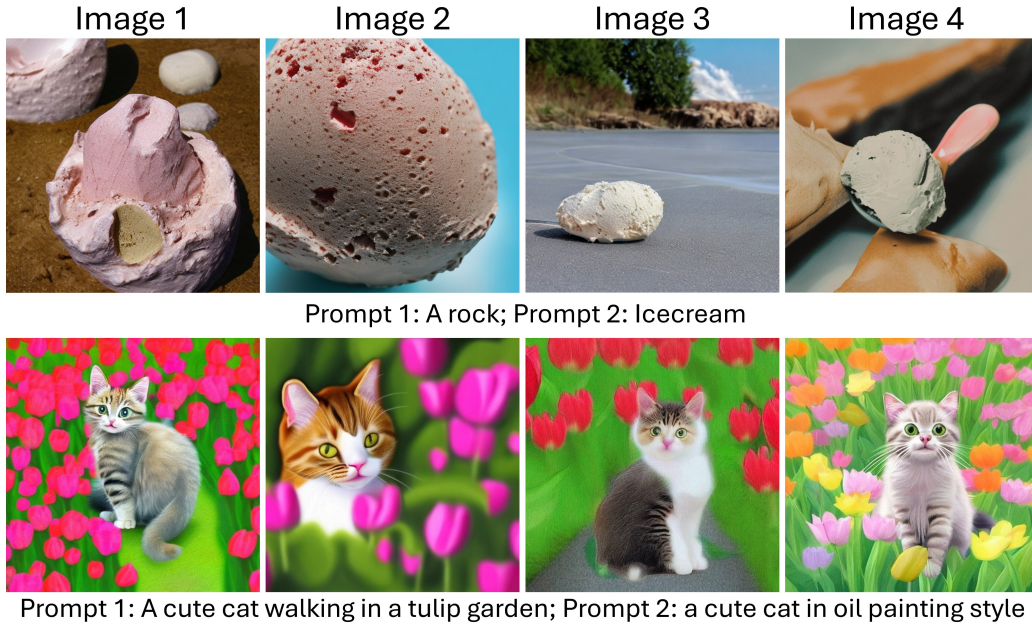 Image 1 Image 2 Image 3 Image 4
Prompt 1: A rock; Prompt 2: Icecream
Prompt 1: A cute cat walking in a tulip garden; Prompt 2: a cute cat in oil painting style